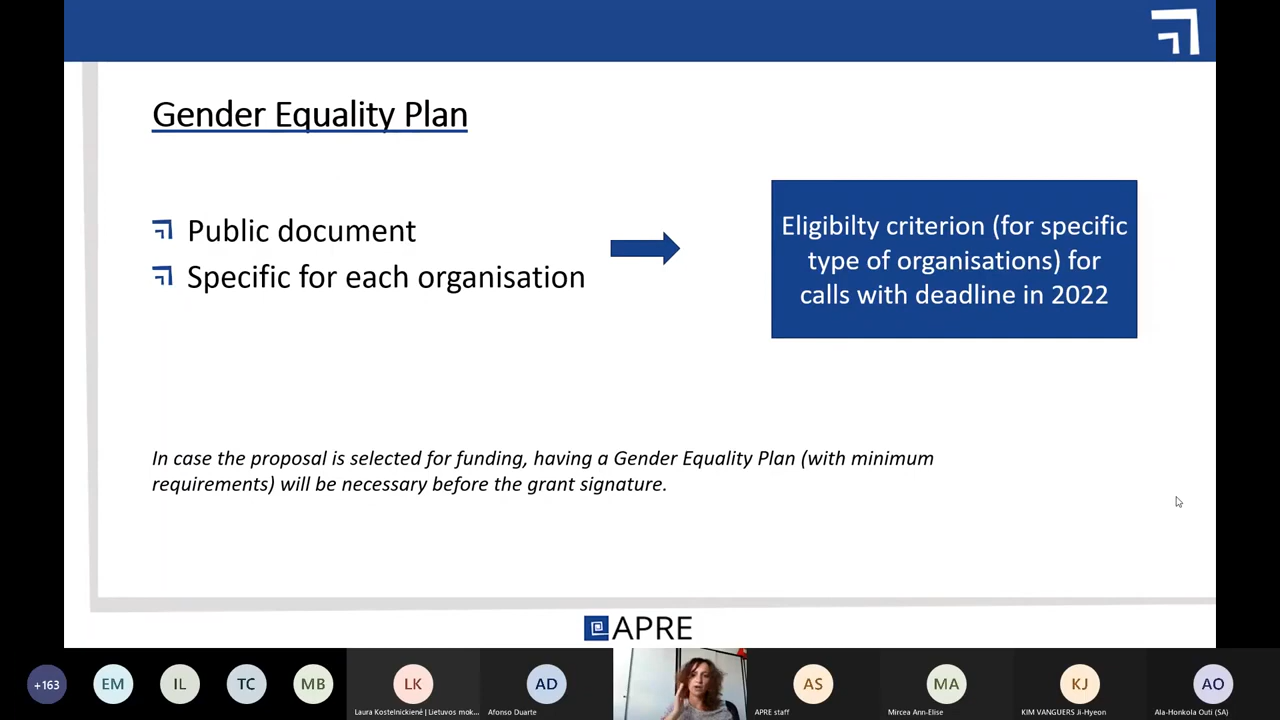 Gender Equality Plan
Public document
Specific for each organisation
Eligibilty criterion (for specific
type of organisations) for
calls with deadline in 2022
In case the proposal is selected for funding, having a Gender Equality Plan (with minimum
requirements) will be necessary before the grant signature.
APRE
+163
EM
IL
TC
MB
LK
AD
AS
MA
KJ
AO
Laura Kostelnickienė | Lietuvos mok...
Afonso Duarte
APRE staff
Mircea Ann-Elise
KIM VANGUERS Ji-Hyeon
Ala-Honkola Outi (SA)